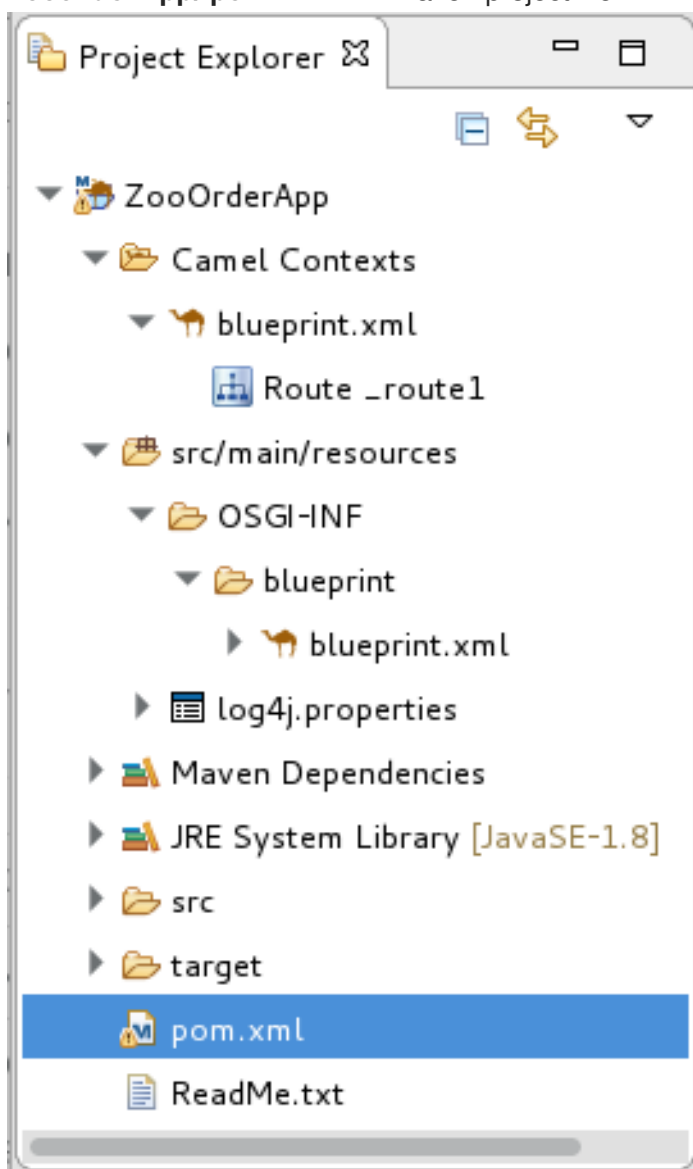 Project Explorer
ZooOrderApp
Camel Contexts
blueprint.xml
Route _route1
src/main/resources
OSGI-INF
blueprint
blueprint.xml
log4j.properties
Maven Dependencies
JRE System Library [JavaSE-1.8]
src
target
pom.xml
ReadMe.txt